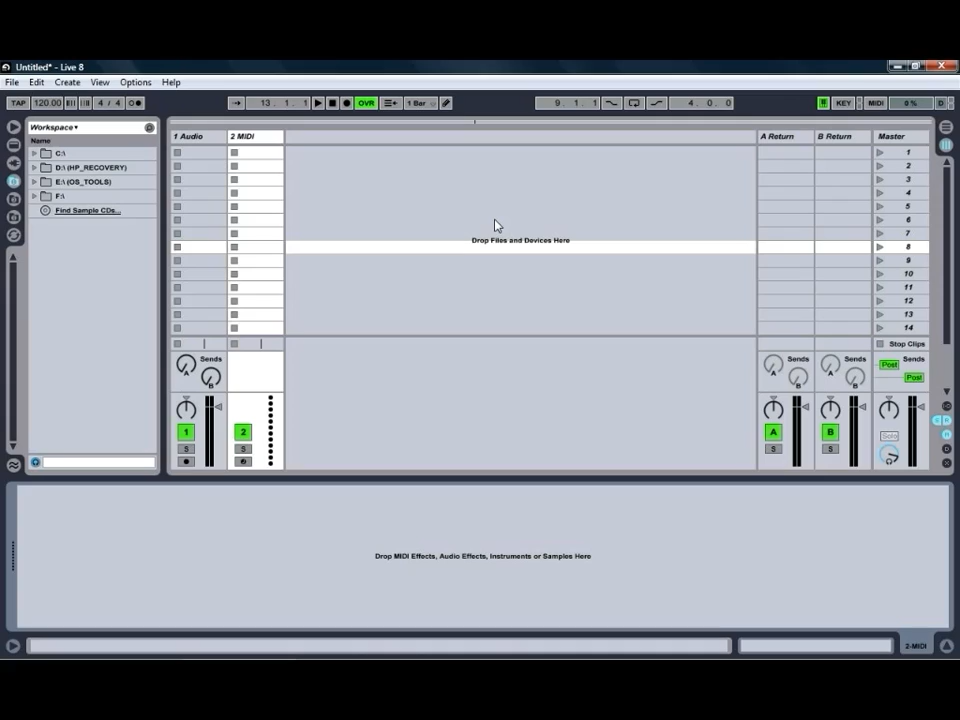 Untitled* - Live 8
File Edit Create View Options Help
TAP 120.00 4 / 4 13. 1. 1 OVR 1 Bar 9. 1. 1 4. 0. 0 KEY MIDI 0 % D
Workspace
Name
C:\
D:\ (HP_RECOVERY)
E:\ (OS_TOOLS)
F:\
Find Sample CDs...
1 Audio 2 MIDI A Return B Return Master
1
2
3
4
5
6
7
Drop Files and Devices Here
8
9
10
11
12
13
14
Stop Clips
Sends Sends Sends Sends
A B A B A B Post Post
1 2 A B
S S S S Solo
Drop MIDI Effects, Audio Effects, Instruments or Samples Here
2-MIDI